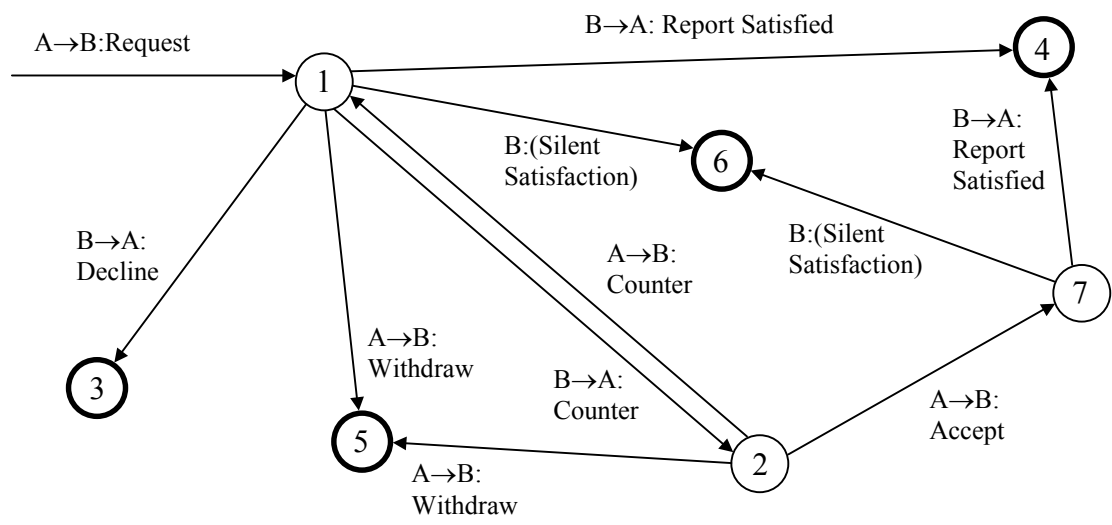 A→B:Request
B→A: Report Satisfied
4
1
B→A:
Report
Satisfied
B:(Silent
Satisfaction)
6
B:(Silent
Satisfaction)
B→A:
Decline
A→B:
Counter
7
A→B:
Withdraw
B→A:
Counter
A→B:
Accept
3
5
2
A→B:
Withdraw